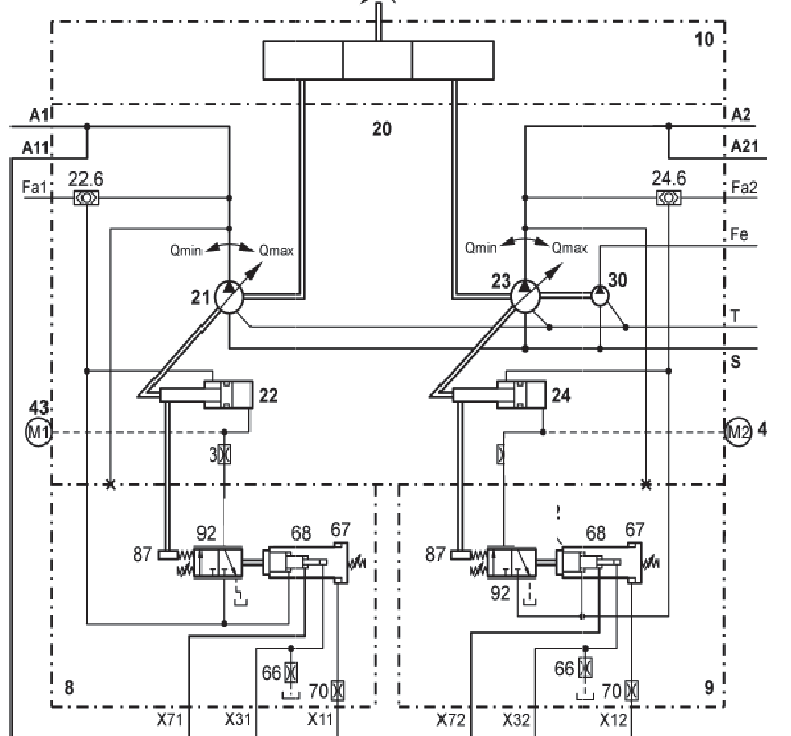 10
A1
20
A2
A11
A21
22.6
24.6
Fa1
Fa2
Fe
Qmin
Qmax
Qmin
Qmax
21
23
30
T
S
22
24
43
M1
M2
4
3
92
68
67
68
67
87
87
92
66
70
66
70
8
9
X71
X31
X11
X72
X32
X12